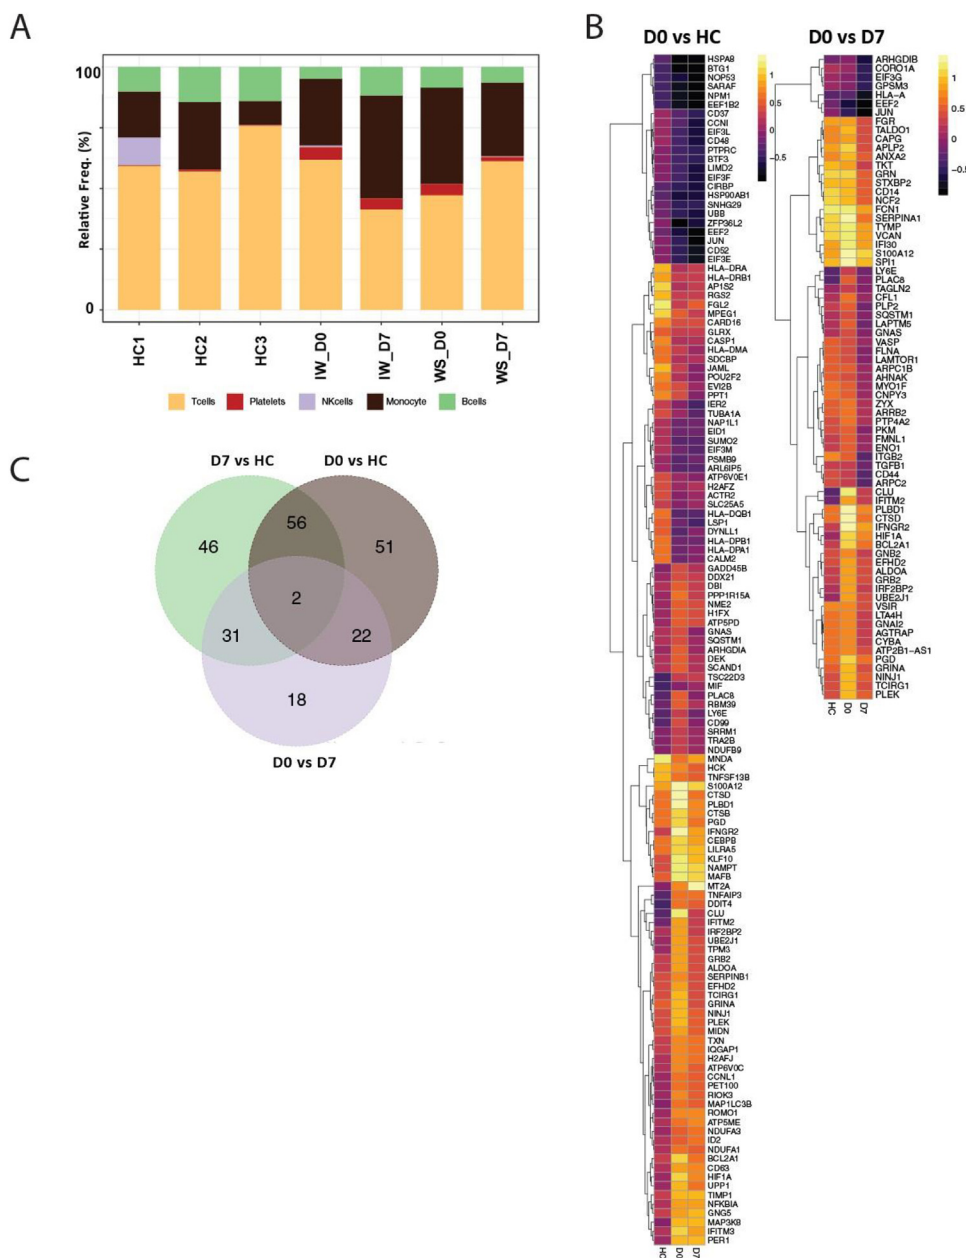 A
100
Relative Freq. (%)
0
HC1
HC2
HC3
IW_D0
IW_D7
WS_D0
WS_D7
Tcells
Platelets
NKcells
Monocyte
Bcells
B
D0 vs HC
HSPA8
BTG1
NOP53
SARAF
NPM1
EEF1B2
CD37
CCNI
EIF3L
CD48
PTPRC
BTF3
LIMD2
EIF3F
CIRBP
HSP90AB1
SNHG29
UBB
ZFP36L2
EEF2
JUN
CD52
EIF3E
HLA-DRA
HLA-DRB1
AP1S2
RGS2
FGL2
MPEG1
CARD16
GLRX
CASP1
HLA-DMA
SDCBP
JAML
POU2F2
EVI2B
PPT1
IER2
TUBA1A
NAP1L1
EID1
SUMO2
EIF3M
PSMB9
ARL6IP5
ATP6V0E1
H2AFZ
ACTR2
SLC25A5
HLA-DQB1
LSP1
DYNLL1
HLA-DPB1
HLA-DPA1
CALM2
GADD45B
DDX21
DBI
PPP1R15A
NME2
H1FX
ATP5PD
GNAS
SQSTM1
ARHGDIA
DEK
SCAND1
TSC22D3
MIF
PLAC8
RBM39
LY6E
CD99
SRRM1
TRA2B
NDUFB9
MNDA
HCK
TNFSF13B
S100A12
CTSD
PLBD1
CTSB
PGD
IFNGR2
CEBPB
LILRA5
KLF10
NAMPT
MAFB
MT2A
TNFAIP3
DDIT4
CLU
IFITM2
IRF2BP2
UBE2J1
TPM3
GRB2
ALDOA
SERPINB1
EFHD2
TCIRG1
GRINA
NINJ1
PLEK
MIDN
TXN
IQGAP1
H2AFJ
ATP6V0C
CCNL1
PET100
RIOK3
MAP1LC3B
ROMO1
ATP5ME
NDUFA3
ID2
NDUFA1
BCL2A1
CD63
HIF1A
UPP1
TIMP1
NFKBIA
GNG5
MAP3K8
IFITM3
PER1
HC
D0
D7
1
0.5
0
−0.5
D0 vs D7
ARHGDIB
CORO1A
EIF3G
GPSM3
HLA-A
EEF2
JUN
FGR
TALDO1
CAPG
APLP2
ANXA2
TKT
GRN
STXBP2
CD14
NCF2
FCN1
SERPINA1
TYMP
VCAN
IFI30
S100A12
SPI1
LY6E
PLAC8
TAGLN2
CFL1
PLP2
SQSTM1
LAPTM5
GNAS
VASP
FLNA
LAMTOR1
ARPC1B
AHNAK
MYO1F
CNPY3
ZYX
ARRB2
PTP4A2
PKM
FMNL1
ENO1
ITGB2
TGFB1
CD44
ARPC2
CLU
IFITM2
PLBD1
CTSD
IFNGR2
HIF1A
BCL2A1
GNB2
EFHD2
ALDOA
GRB2
IRF2BP2
UBE2J1
VSIR
LTA4H
GNAI2
AGTRAP
CYBA
ATP2B1−AS1
PGD
GRINA
NINJ1
TCIRG1
PLEK
HC
D0
D7
1
0.5
0
C
D7 vs HC
D0 vs HC
56
46
51
2
31
22
18
D0 vs D7